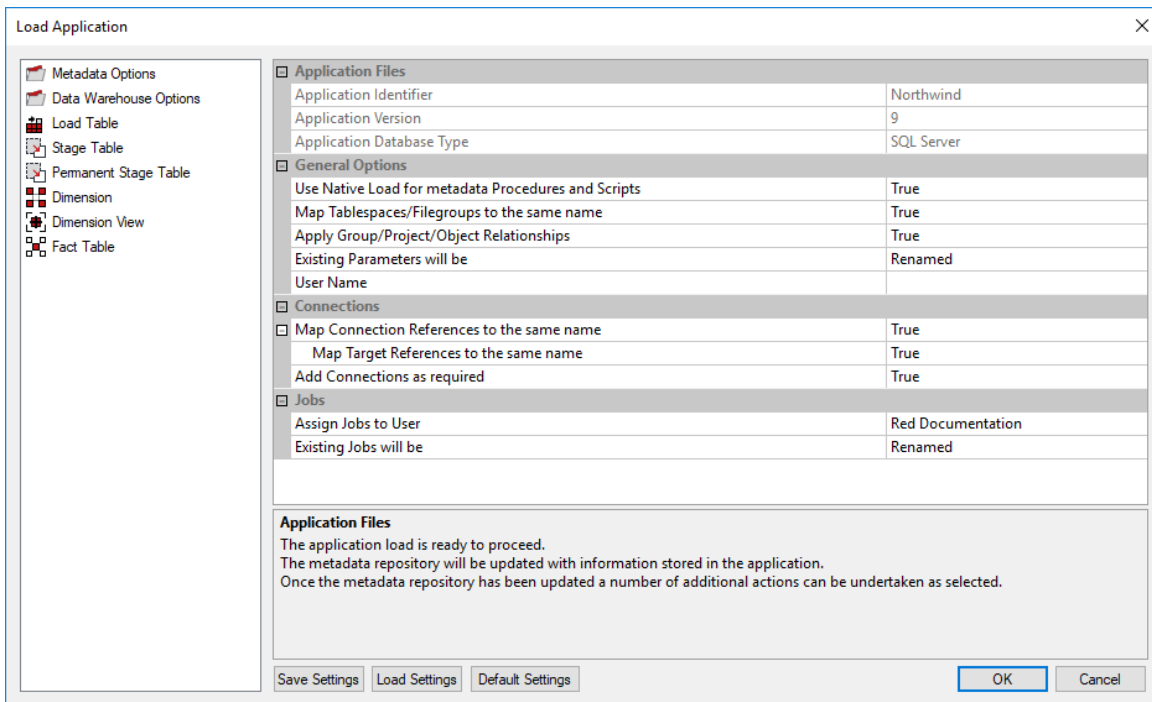 Load Application
Metadata Options
Data Warehouse Options
Load Table
Stage Table
Permanent Stage Table
Dimension
Dimension View
Fact Table
Application Files
Application Identifier Northwind
Application Version 9
Application Database Type SQL Server
General Options
Use Native Load for metadata Procedures and Scripts True
Map Tablespaces/Filegroups to the same name True
Apply Group/Project/Object Relationships True
Existing Parameters will be Renamed
User Name
Connections
Map Connection References to the same name True
Map Target References to the same name True
Add Connections as required True
Jobs
Assign Jobs to User Red Documentation
Existing Jobs will be Renamed
Application Files
The application load is ready to proceed.
The metadata repository will be updated with information stored in the application.
Once the metadata repository has been updated a number of additional actions can be undertaken as selected.
Save Settings Load Settings Default Settings OK Cancel